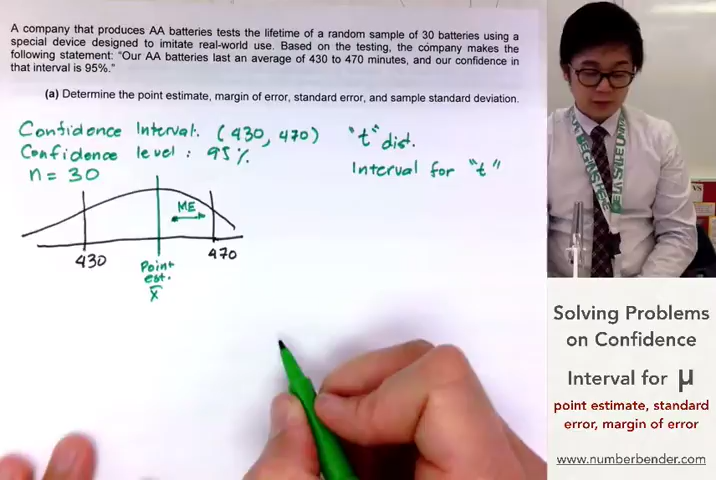 A company that produces AA batteries tests the lifetime of a random sample of 30 batteries using a
special device designed to imitate real-world use. Based on the testing, the company makes the
following statement: "Our AA batteries last an average of 430 to 470 minutes, and our confidence in
that interval is 95%."
(a) Determine the point estimate, margin of error, standard error, and sample standard deviation.
Confidence Interval: (430, 470)
Confidence level: 95%
n = 30
"t" dist.
Interval for "t"
ME
430
470
Point
est.
x̄
Solving Problems
on Confidence
Interval for μ
point estimate, standard
error, margin of error
www.numberbender.com